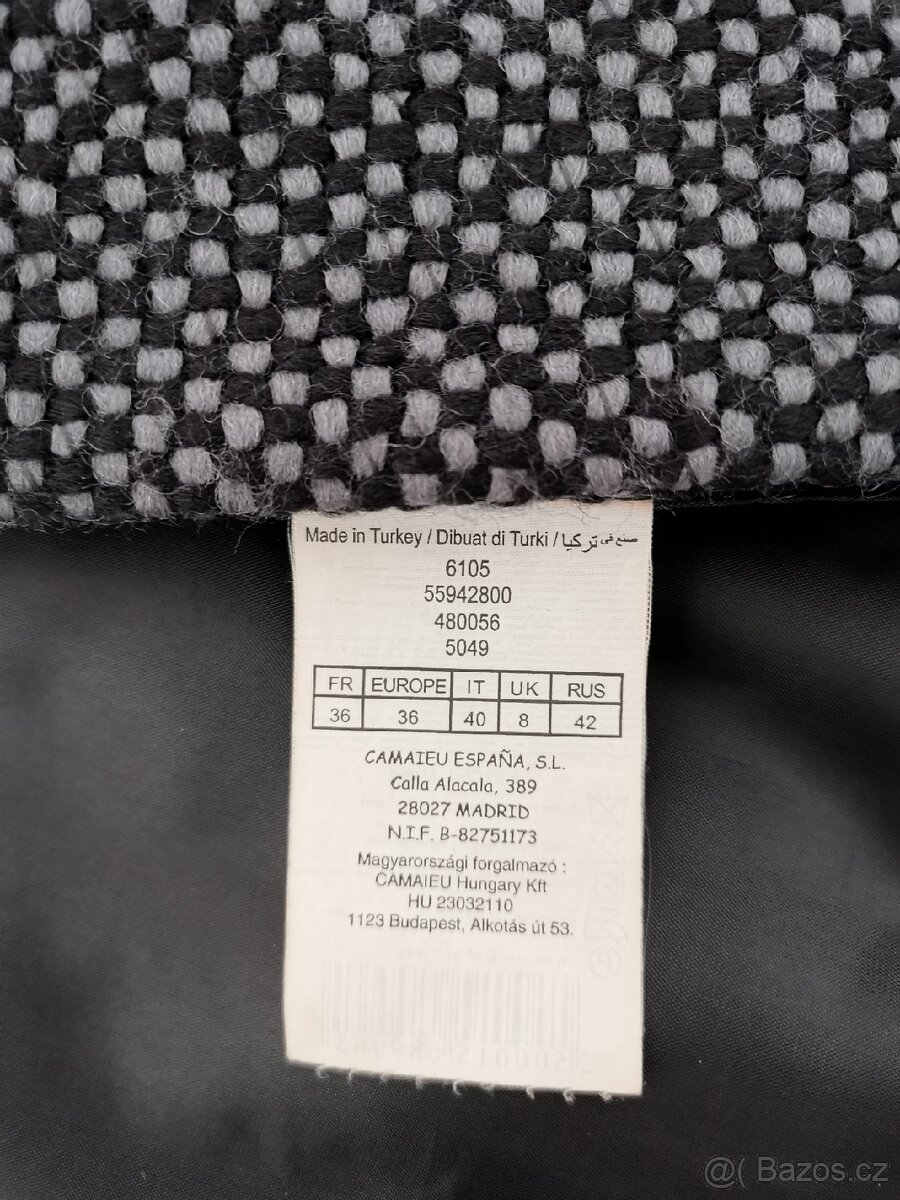 Made in Turkey / Dibuat di Turki / صنع في تركيا
6105
55942800
480056
5049
FR EUROPE IT UK RUS
36 36 40 8 42
CAMAIEU ESPAÑA, S.L.
Calla Alacala, 389
28027 MADRID
N.I.F. B-82751173
Magyarországi forgalmazó :
CAMAIEU Hungary Kft
HU 23032110
1123 Budapest, Alkotás út 53.
@( Bazos.cz